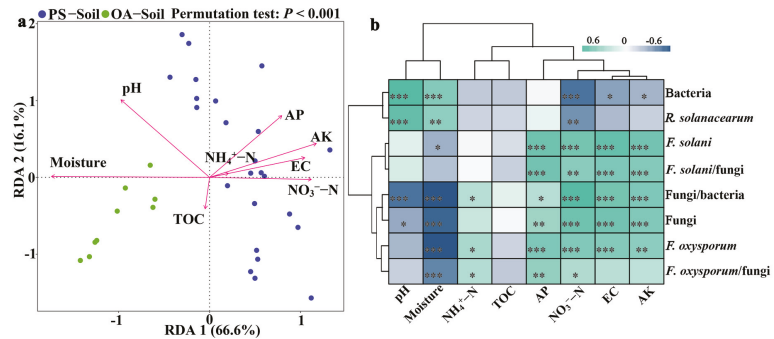 a PS−Soil OA−Soil Permutation test: P < 0.001
RDA 2 (16.1%)
2
1
0
-1
-1
0
1
RDA 1 (66.6%)
pH
AP
AK
NH₄⁺−N
EC
Moisture
NO₃⁻−N
TOC
b
0.6 0 -0.6
*** *** *** * * Bacteria
*** ** ** R. solanacearum
* *** *** *** *** F. solani
*** ** *** *** F. solani/fungi
*** *** * * *** *** *** Fungi/bacteria
* *** ** *** *** *** Fungi
*** * *** *** *** ** F. oxysporum
*** * ** * F. oxysporum/fungi
pH Moisture NH₄⁺−N TOC AP NO₃⁻−N EC AK